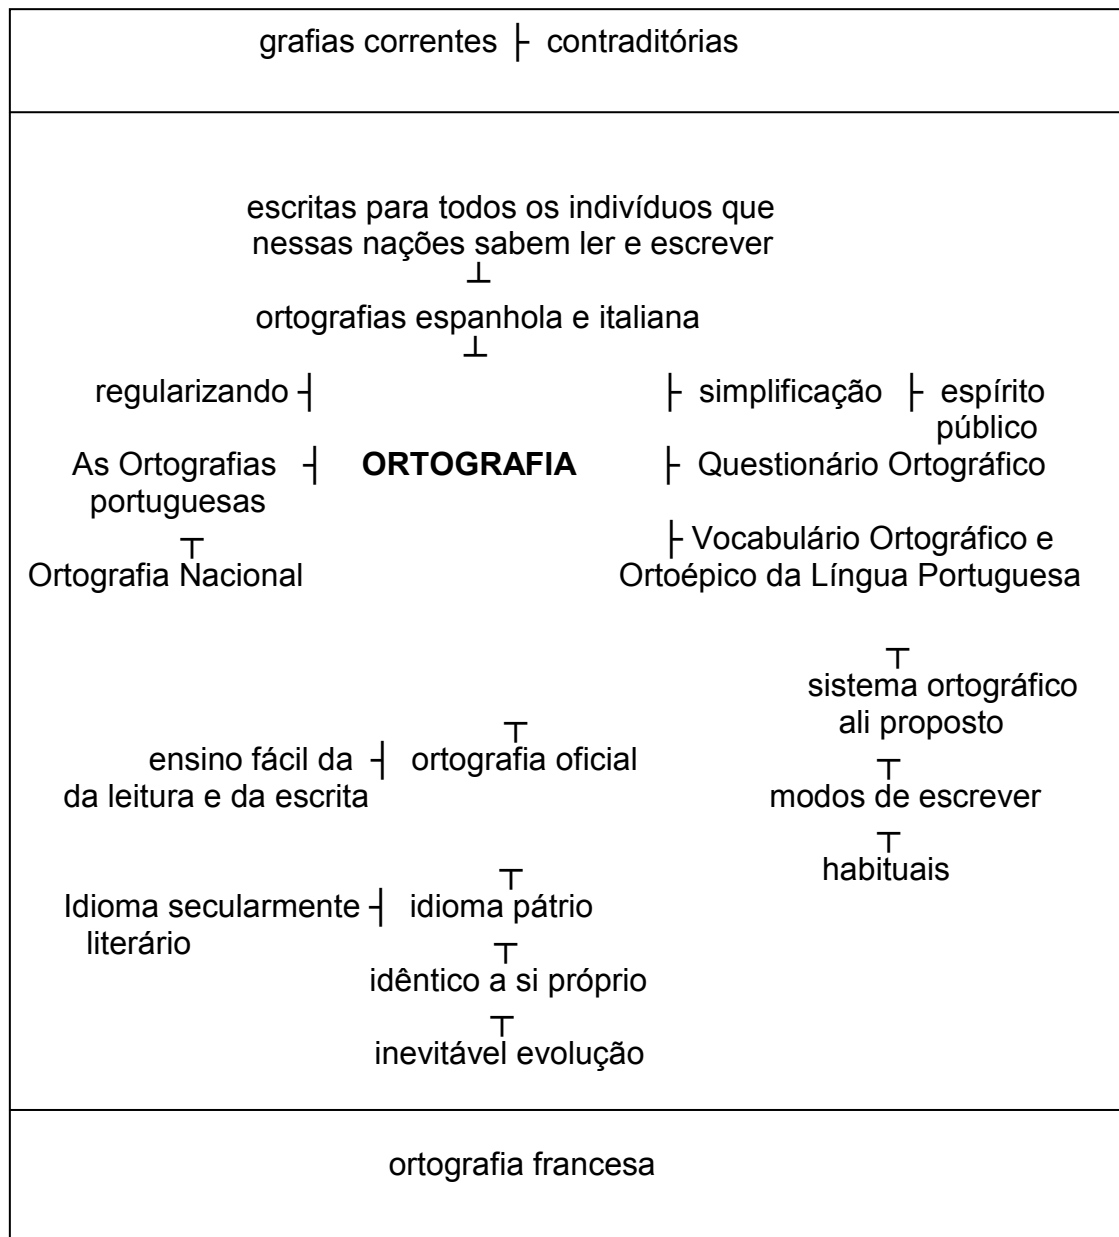 grafias correntes ├ contraditórias
escritas para todos os indivíduos que
nessas nações sabem ler e escrever
┴
ortografias espanhola e italiana
┴
regularizando ┤ ├ simplificação ├ espírito
público
As Ortografias ┤ ORTOGRAFIA ├ Questionário Ortográfico
portuguesas
┬ ├ Vocabulário Ortográfico e
Ortografia Nacional Ortoépico da Língua Portuguesa
┬
sistema ortográfico
ali proposto
┬
ensino fácil da ┤ ortografia oficial ┬
da leitura e da escrita modos de escrever
┬
habituais
┬
Idioma secularmente ┤ idioma pátrio
literário
┬
idêntico a si próprio
┬
inevitável evolução
ortografia francesa